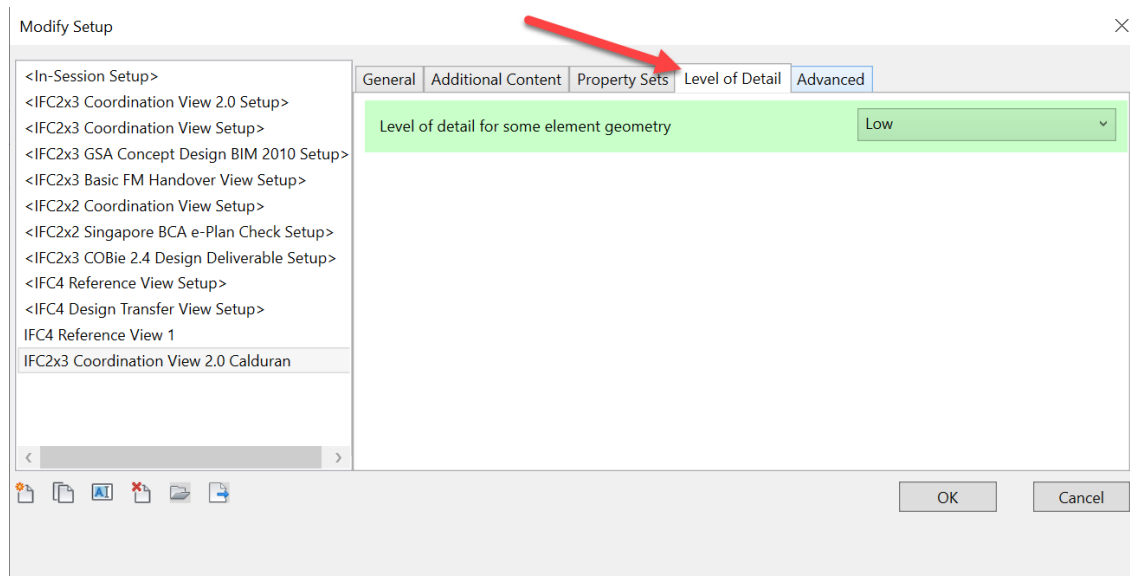 Modify Setup
<In-Session Setup>
<IFC2x3 Coordination View 2.0 Setup>
<IFC2x3 Coordination View Setup>
<IFC2x3 GSA Concept Design BIM 2010 Setup>
<IFC2x3 Basic FM Handover View Setup>
<IFC2x2 Coordination View Setup>
<IFC2x2 Singapore BCA e-Plan Check Setup>
<IFC2x3 COBie 2.4 Design Deliverable Setup>
<IFC4 Reference View Setup>
<IFC4 Design Transfer View Setup>
IFC4 Reference View 1
IFC2x3 Coordination View 2.0 Calduran
General Additional Content Property Sets Level of Detail Advanced
Level of detail for some element geometry Low
AI
OK Cancel